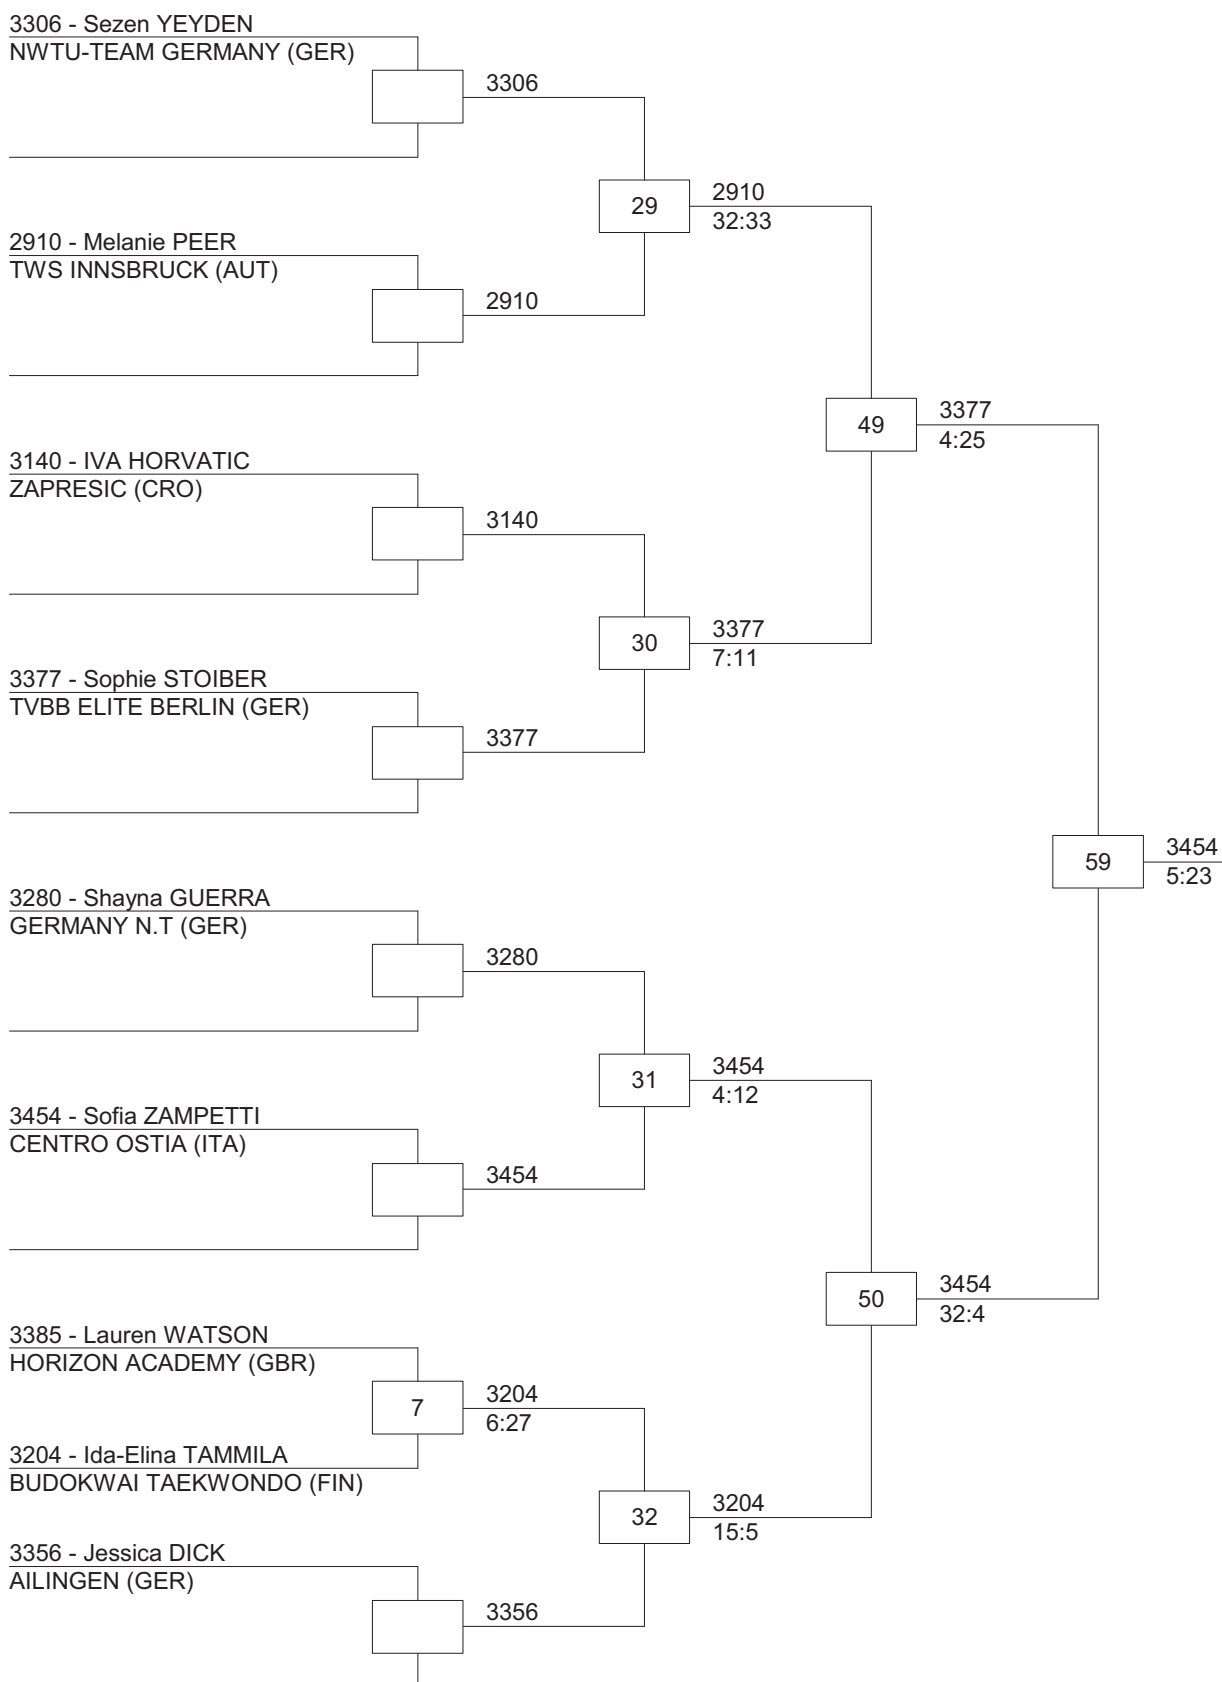 3306 - Sezen YEYDEN
NWTU-TEAM GERMANY (GER)
3306
29
2910
32:33
2910 - Melanie PEER
TWS INNSBRUCK (AUT)
2910
49
3377
4:25
3140 - IVA HORVATIC
ZAPRESIC (CRO)
3140
30
3377
7:11
3377 - Sophie STOIBER
TVBB ELITE BERLIN (GER)
3377
59
3454
5:23
3280 - Shayna GUERRA
GERMANY N.T (GER)
3280
31
3454
4:12
3454 - Sofia ZAMPETTI
CENTRO OSTIA (ITA)
3454
50
3454
32:4
3385 - Lauren WATSON
HORIZON ACADEMY (GBR)
7
3204
6:27
3204 - Ida-Elina TAMMILA
BUDOKWAI TAEKWONDO (FIN)
32
3204
15:5
3356 - Jessica DICK
AILINGEN (GER)
3356